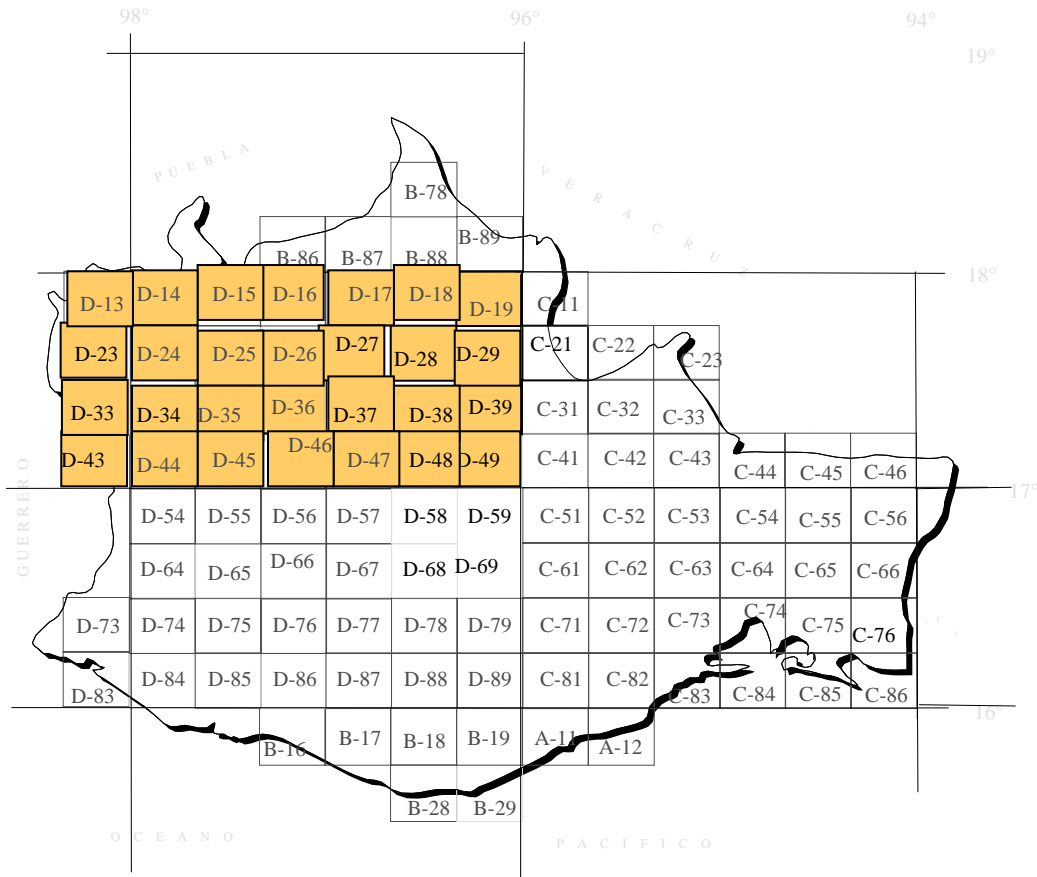 98° 96° 94°
19°
PUEBLA
VERACRUZ
B-78
B-89
B-86 B-87 B-88
18°
D-13 D-14 D-15 D-16 D-17 D-18 D-19 C-11
D-23 D-24 D-25 D-26 D-27 D-28 D-29 C-21 C-22 C-23
D-33 D-34 D-35 D-36 D-37 D-38 D-39 C-31 C-32 C-33
D-43 D-44 D-45 D-46 D-47 D-48 D-49 C-41 C-42 C-43 C-44 C-45 C-46
17°
GUERRERO
D-54 D-55 D-56 D-57 D-58 D-59 C-51 C-52 C-53 C-54 C-55 C-56
D-64 D-65 D-66 D-67 D-68 D-69 C-61 C-62 C-63 C-64 C-65 C-66
D-73 D-74 D-75 D-76 D-77 D-78 D-79 C-71 C-72 C-73 C-74 C-75 C-76
D-83 D-84 D-85 D-86 D-87 D-88 D-89 C-81 C-82 C-83 C-84 C-85 C-86
16°
B-16 B-17 B-18 B-19 A-11 A-12
B-28 B-29
OCEANO PACIFICO